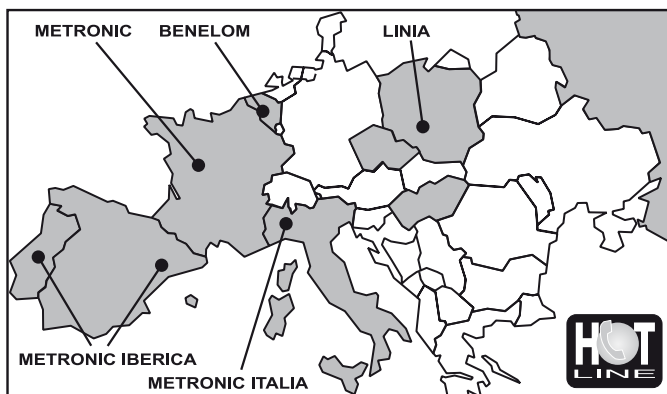 METRONIC
BENELOM
LINIA
METRONIC IBERICA
METRONIC ITALIA
HOT
LINE